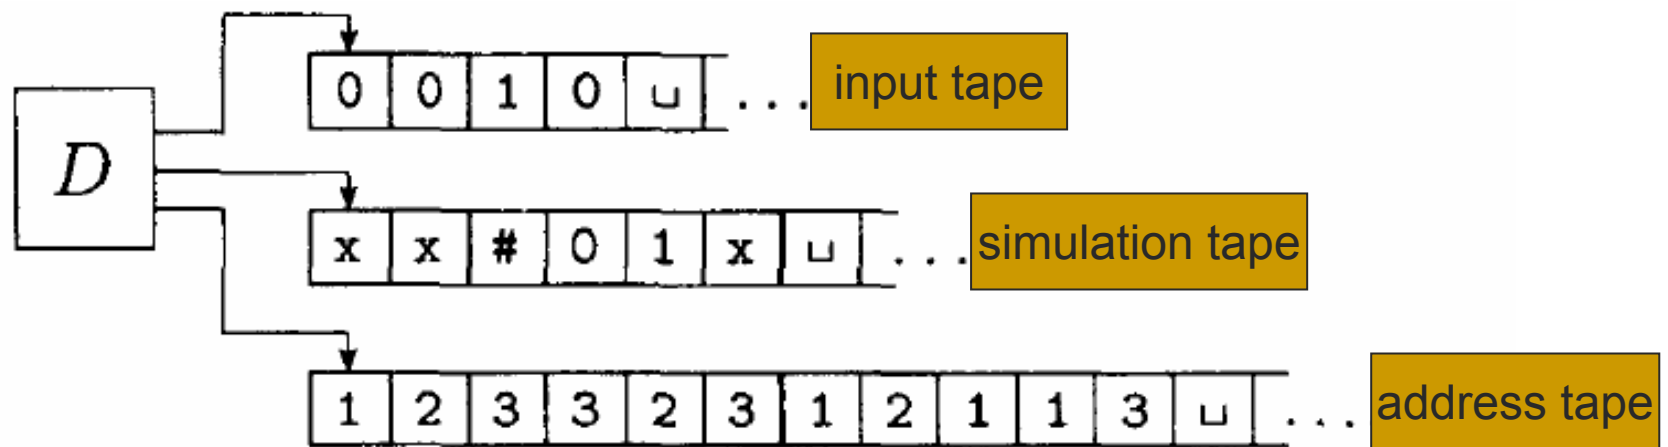 0 0 1 0 ␣ ... input tape
D
x x # 0 1 x ␣ ... simulation tape
1 2 3 3 2 3 1 2 1 1 3 ␣ ... address tape